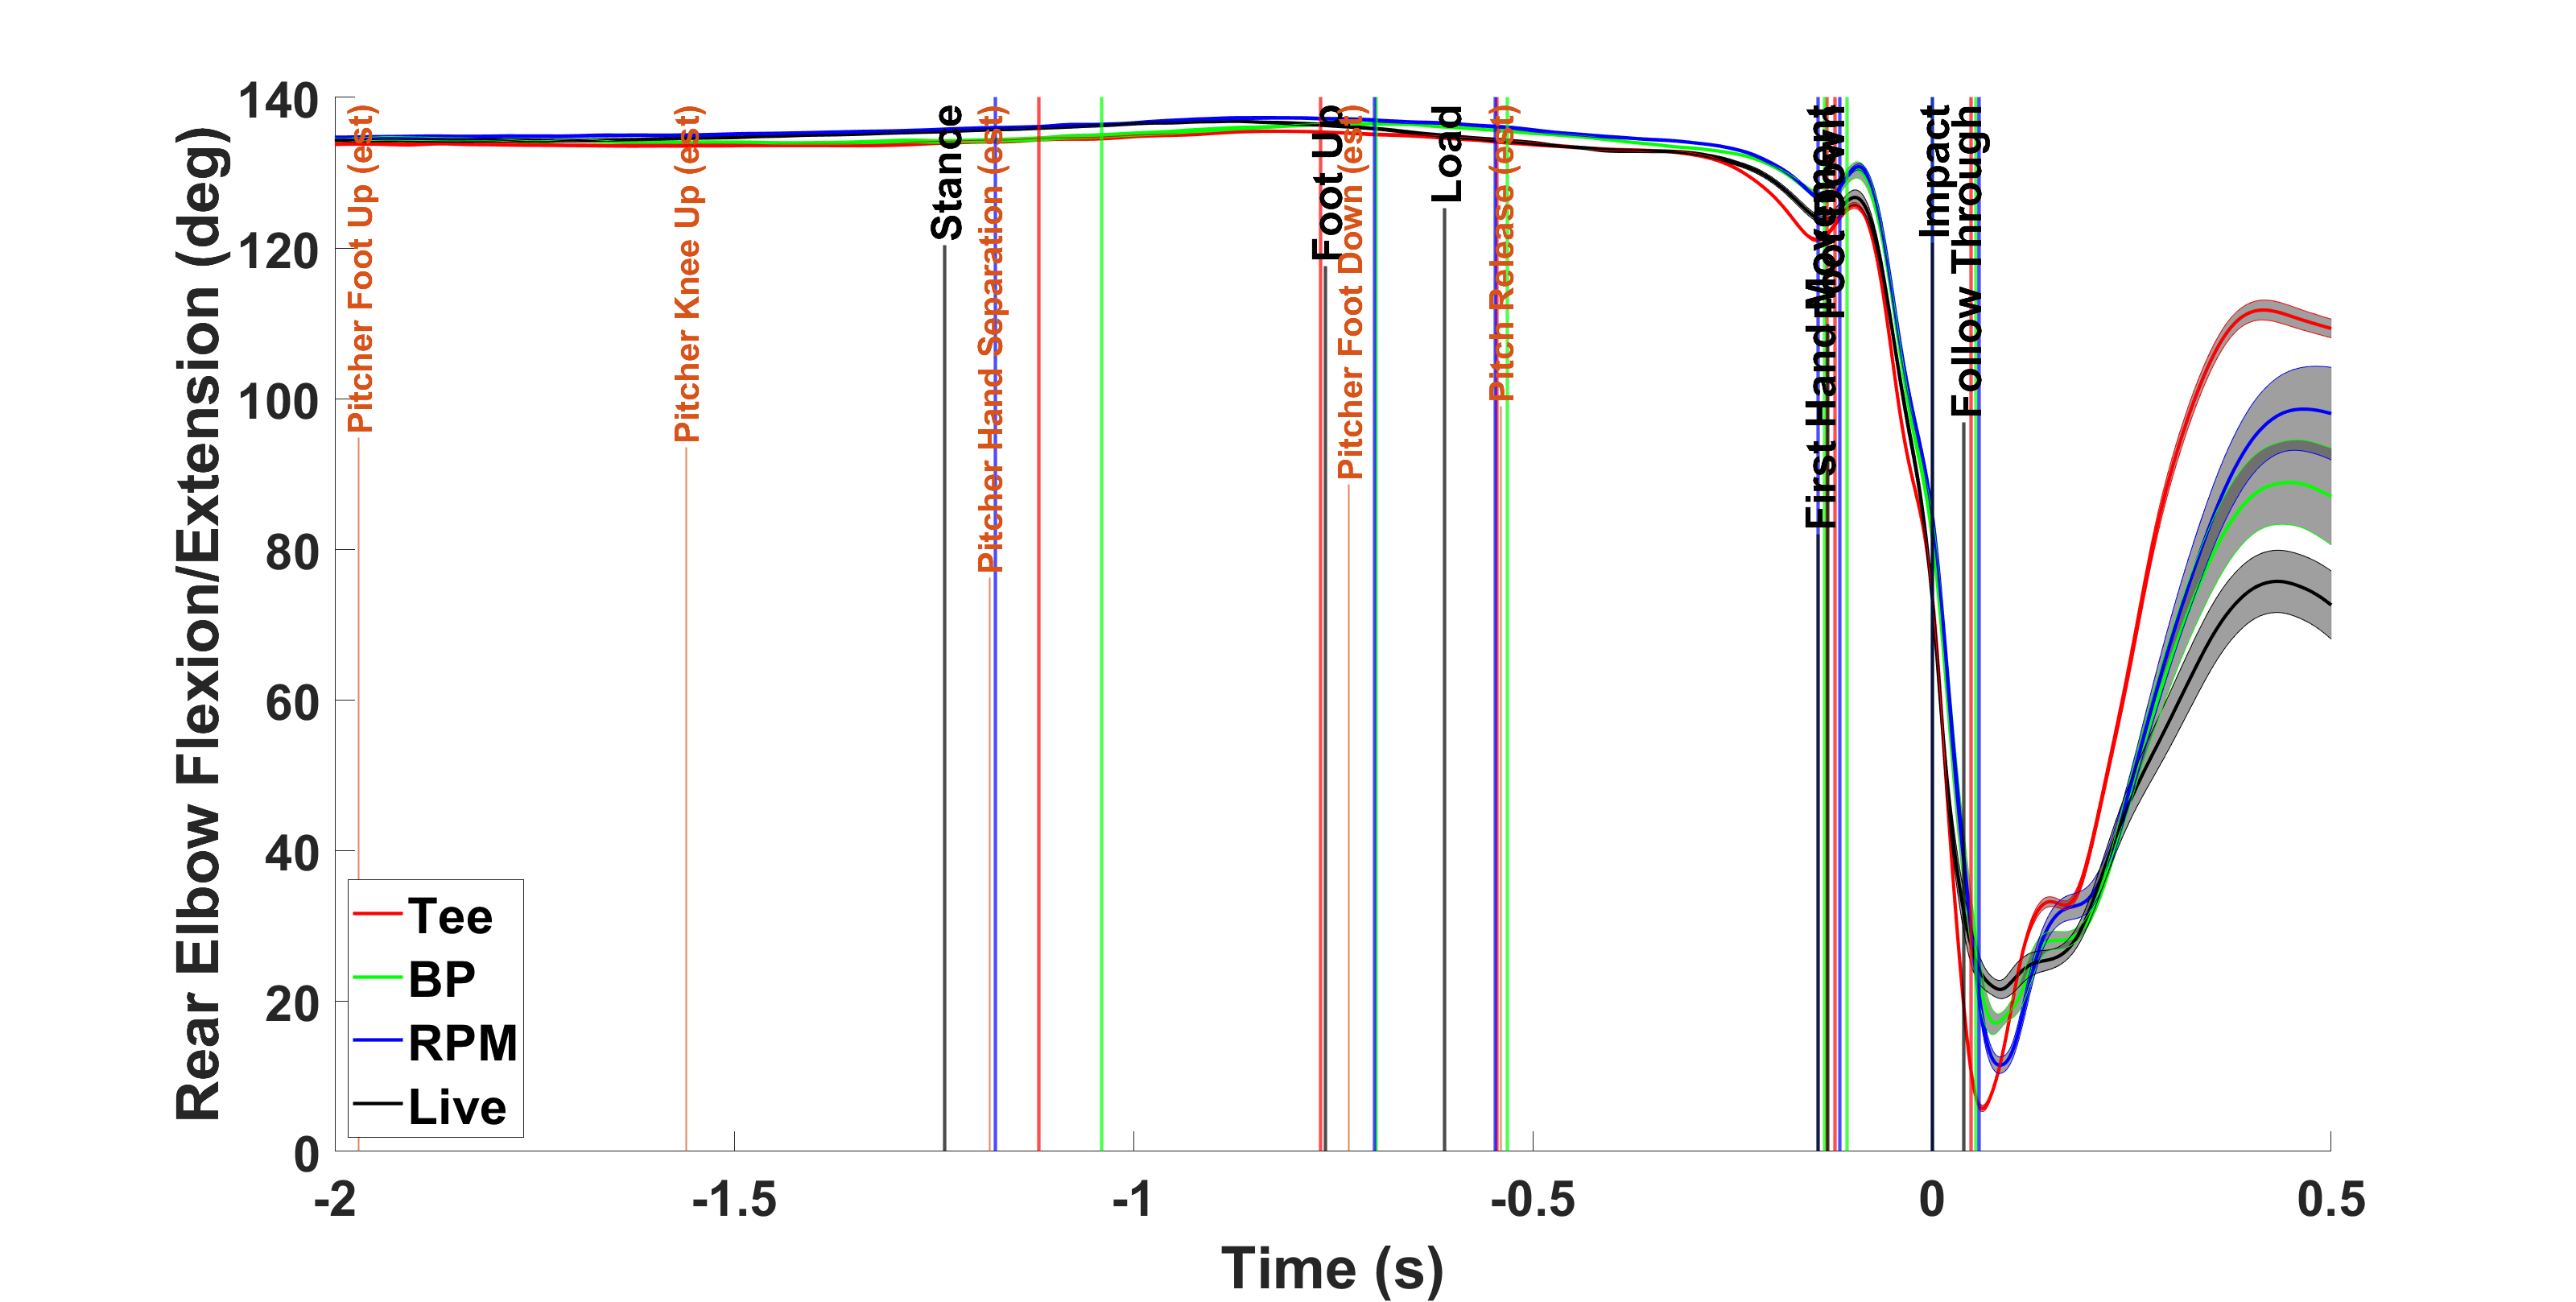 Rear Elbow Flexion/Extension (deg)
140
120
100
80
60
40
20
0
Pitcher Foot Up (est)
Pitcher Knee Up (est)
Stance
Pitcher Hand Separation (est)
Foot Up
Pitcher Foot Down (est)
Load
Pitch Release (est)
First Hand Movement
Foot Down
Impact
Follow Through
Tee
BP
RPM
Live
-2
-1.5
-1
-0.5
0
0.5
Time (s)